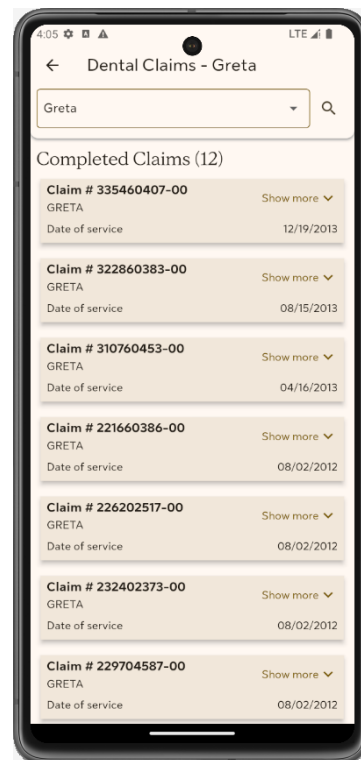 4:05 LTE
Dental Claims - Greta
Greta
Completed Claims (12)
Claim # 335460407-00
Show more
GRETA
Date of service 12/19/2013
Claim # 322860383-00
Show more
GRETA
Date of service 08/15/2013
Claim # 310760453-00
Show more
GRETA
Date of service 04/16/2013
Claim # 221660386-00
Show more
GRETA
Date of service 08/02/2012
Claim # 226202517-00
Show more
GRETA
Date of service 08/02/2012
Claim # 232402373-00
Show more
GRETA
Date of service 08/02/2012
Claim # 229704587-00
Show more
GRETA
Date of service 08/02/2012